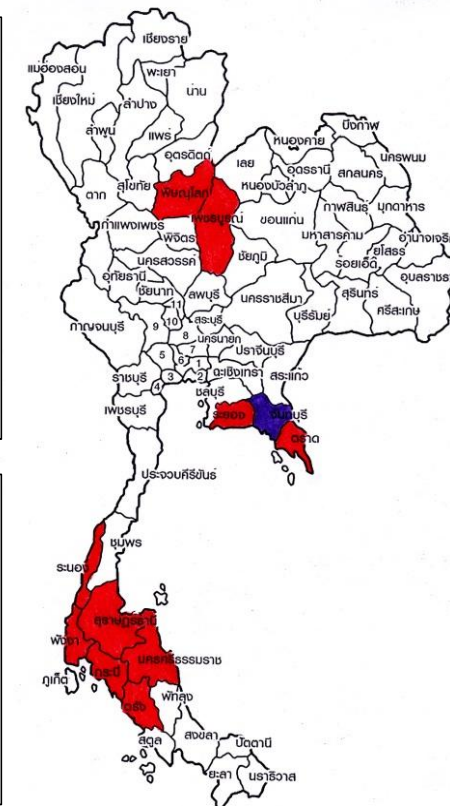 เชียงราย
แม่ฮ่องสอน
พะเยา
น่าน
เชียงใหม่
ลำปาง
ลำพูน
แพร่
อุตรดิตถ์
บึงกาฬ
หนองคาย
เลย
อุดรธานี
นครพนม
สกลนคร
หนองบัวลำภู
ตาก
สุโขทัย
พิษณุโลก
เพชรบูรณ์
ขอนแก่น
กาฬสินธุ์
มุกดาหาร
กำแพงเพชร
พิจิตร
มหาสารคาม
อำนาจเจริ
ยโสธร
ร้อยเอ็ด
ชัยภูมิ
นครสวรรค์
อุบลราชธา
อุทัยธานี
ชัยนาท
ลพบุรี
นครราชสีมา
สุรินทร์
บุรีรัมย์
ศรีสะเกษ
11
10
9
สระบุรี
8
นครนายก
กาญจนบุรี
7
ปราจีนบุรี
5
6
1
ฉะเชิงเทรา
สระแก้ว
ราชบุรี
3
2
4
ชลบุรี
เพชรบุรี
ระยอง
จันทบุรี
ตราด
ประจวบคีรีขันธ์
ชุมพร
ระนอง
สุราษฎร์ธานี
พังงา
นครศรีธรรมราช
กระบี่
ภูเก็ต
ตรัง
พัทลุง
สตูล
สงขลา
ปัตตานี
ยะลา
นราธิวาส